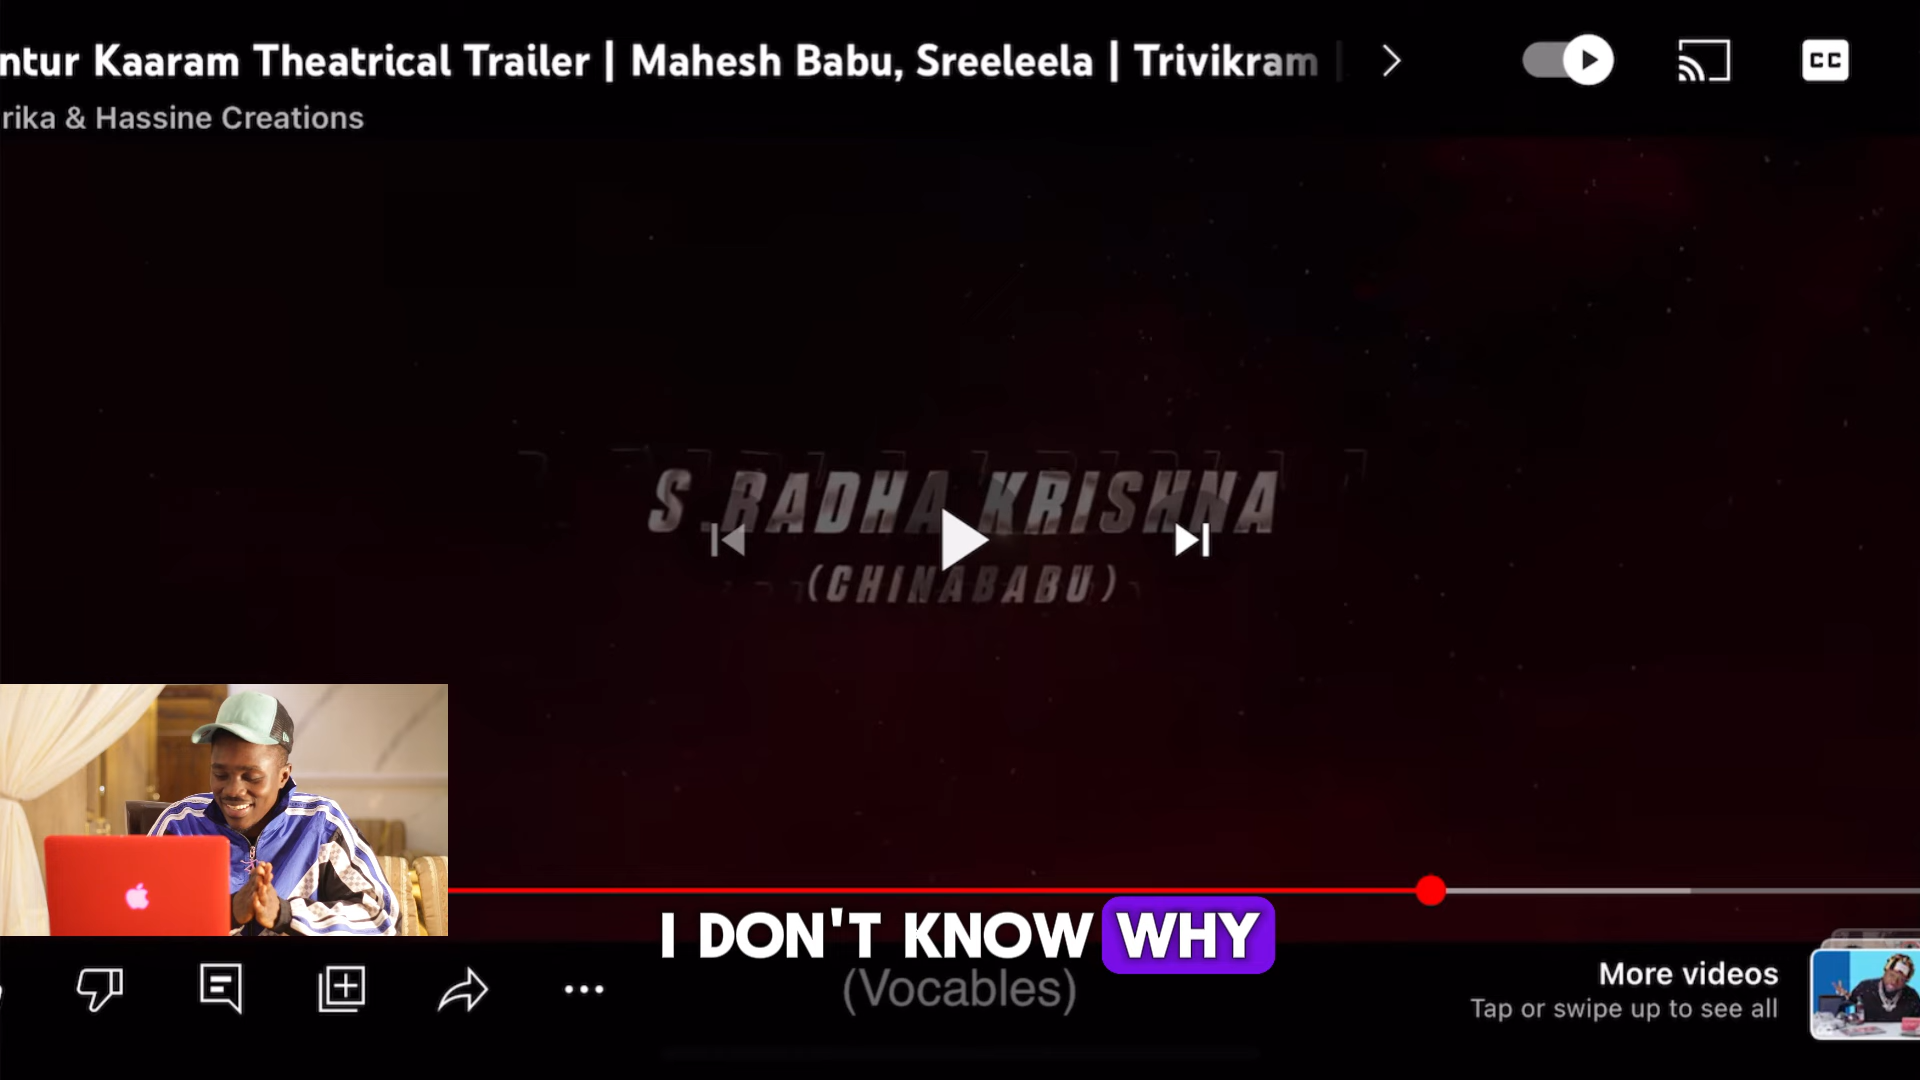 ntur Kaaram Theatrical Trailer | Mahesh Babu, Sreeleela | Trivikram |
rika & Hassine Creations
CC
S.RADHA KRISHNA
(CHINABABU)
I DON'T KNOW WHY
(Vocables)
More videos
Tap or swipe up to see all